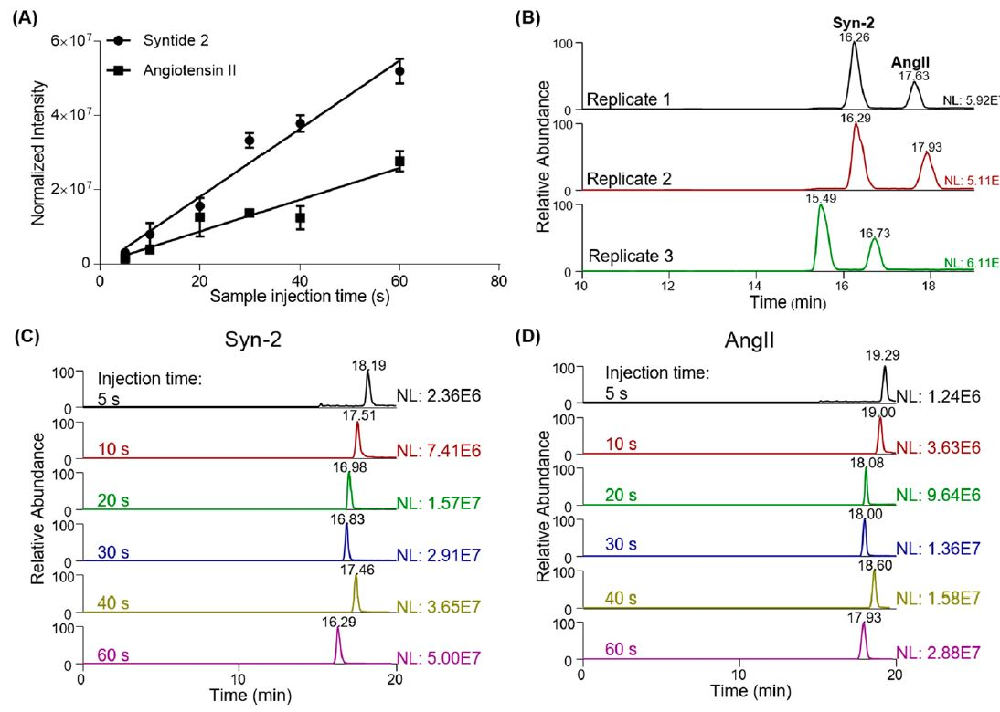 (A)
Syntide 2
Angiotensin II
6×10⁷
4×10⁷
2×10⁷
0
Normalized Intensity
0 20 40 60 80
Sample injection time (s)
(B)
Syn-2
16.26
AngII
17.63
100
0
Replicate 1
NL: 5.92E7
16.29
17.93
100
0
Replicate 2
NL: 5.11E
15.49
16.73
100
0
Replicate 3
NL: 6.11E
Relative Abundance
10 12 14 16 18
Time (min)
(C)
Syn-2
Injection time:
18.19
100
0
5 s
NL: 2.36E6
17.51
100
0
10 s
NL: 7.41E6
16.98
100
0
20 s
NL: 1.57E7
16.83
100
0
30 s
NL: 2.91E7
17.46
100
0
40 s
NL: 3.65E7
16.29
100
0
60 s
NL: 5.00E7
Relative Abundance
0 10 20
Time (min)
(D)
AngII
Injection time:
19.29
100
0
5 s
NL: 1.24E6
19.00
100
0
10 s
NL: 3.63E6
18.08
100
0
20 s
NL: 9.64E6
18.00
100
0
30 s
NL: 1.36E7
18.60
100
0
40 s
NL: 1.58E7
17.93
100
0
60 s
NL: 2.88E7
Relative Abundance
0 10 20
Time (min)